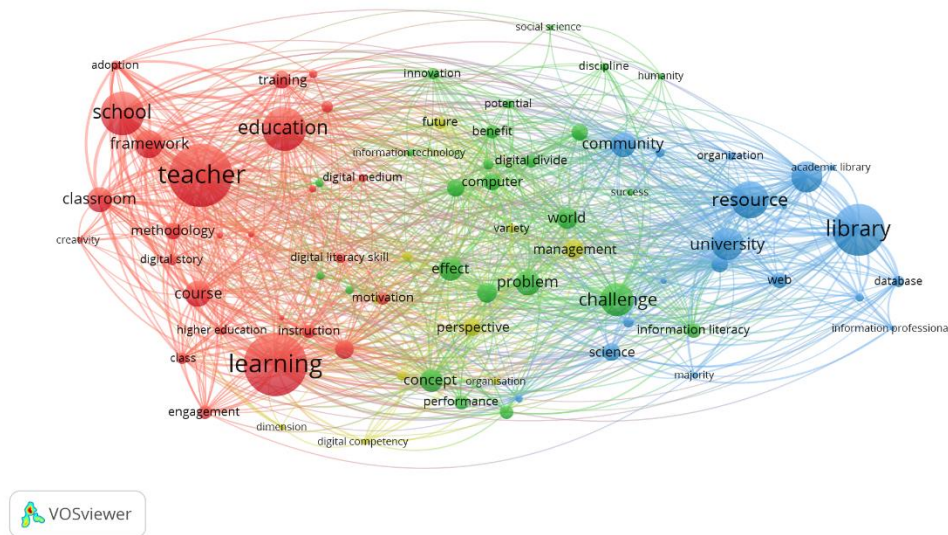 social science
adoption
training
innovation
discipline
humanity
school
potential
education
future
benefit
framework
community
information technology
organization
digital divide
academic library
teacher
digital medium
computer
success
classroom
resource
world
variety
methodology
library
creativity
university
management
digital story
digital literacy skill
effect
problem
web
database
course
motivation
challenge
higher education
instruction
perspective
information literacy
information professiona
class
science
learning
concept
organisation
majority
performance
engagement
dimension
digital competency
VOSviewer